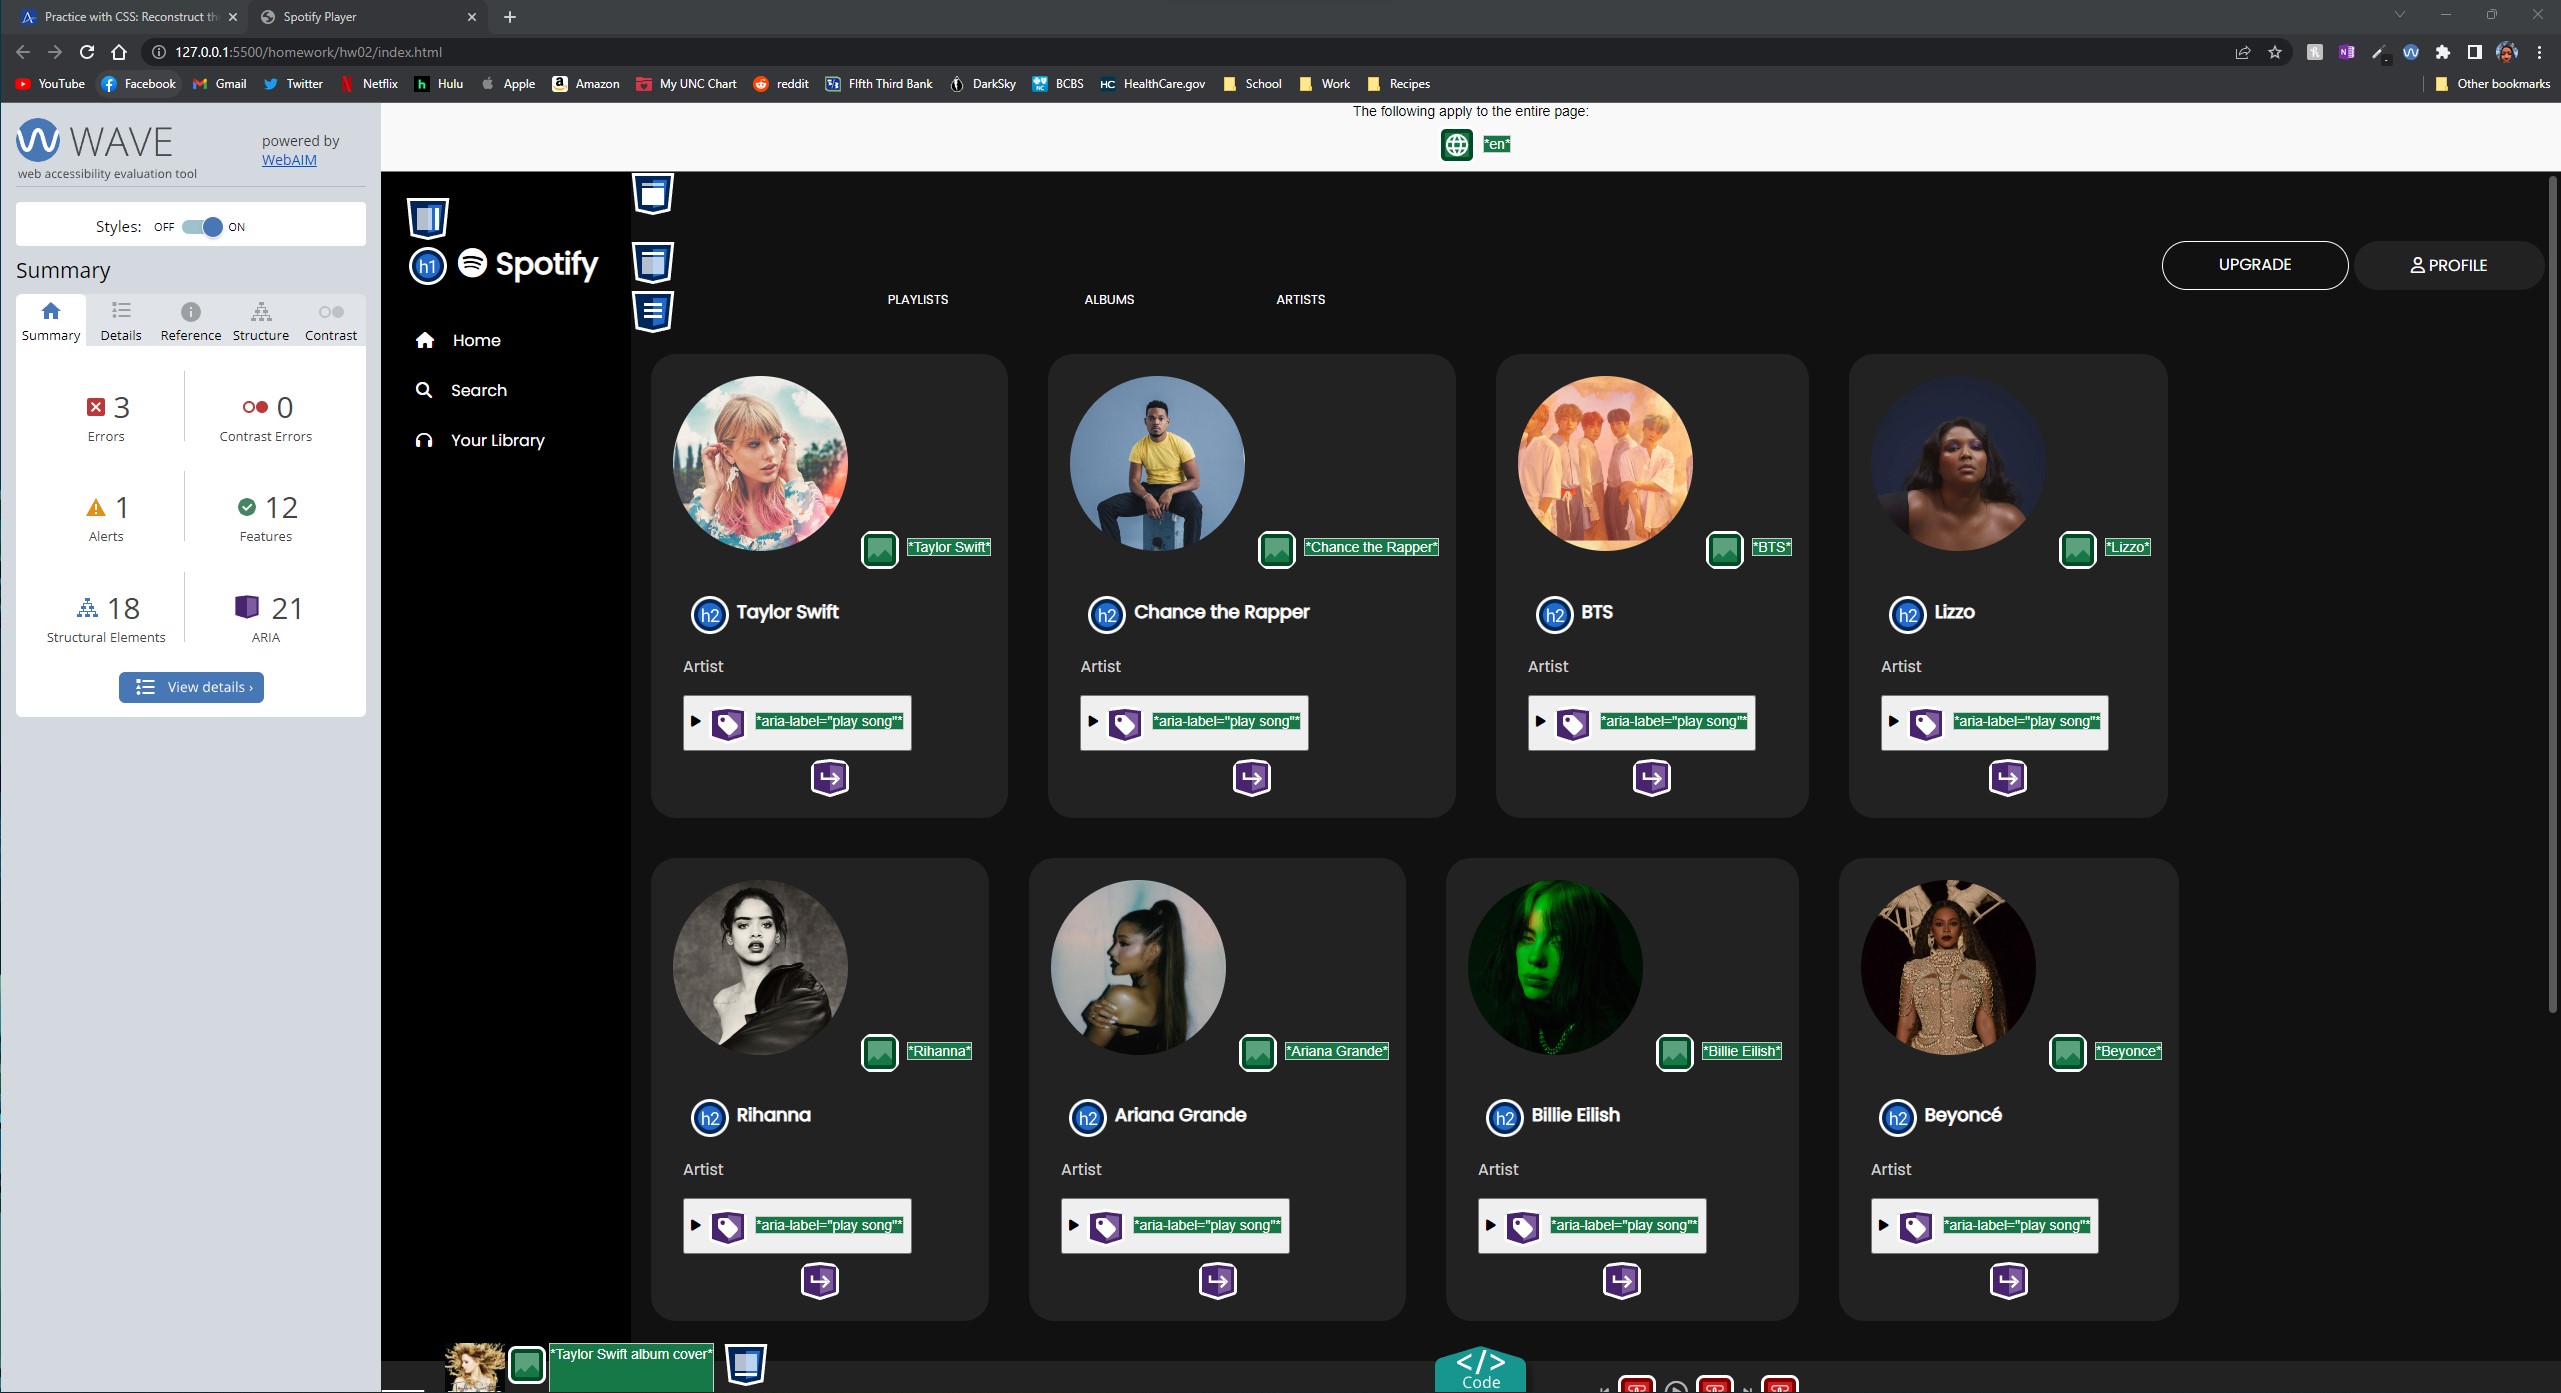 Practice with CSS: Reconstruct th
Spotify Player
127.0.0.1:5500/homework/hw02/index.html
YouTube Facebook Gmail Twitter Netflix Hulu Apple Amazon My UNC Chart reddit FIfth Third Bank DarkSky BCBS HC HealthCare.gov School Work Recipes Other bookmarks
WAVE
powered by
WebAIM
web accessibility evaluation tool
Styles: OFF ON
Summary
Summary Details Reference Structure Contrast
3 0
Errors Contrast Errors
1 12
Alerts Features
18 21
Structural Elements ARIA
View details ›
The following apply to the entire page:
*en*
h1 Spotify
Home
Search
Your Library
PLAYLISTS ALBUMS ARTISTS
UPGRADE
PROFILE
*Taylor Swift* *Chance the Rapper* *BTS* *Lizzo*
h2 Taylor Swift h2 Chance the Rapper h2 BTS h2 Lizzo
Artist Artist Artist Artist
*aria-label="play song"* *aria-label="play song"* *aria-label="play song"* *aria-label="play song"*
*Rihanna* *Ariana Grande* *Billie Eilish* *Beyonce*
h2 Rihanna h2 Ariana Grande h2 Billie Eilish h2 Beyoncé
Artist Artist Artist Artist
*aria-label="play song"* *aria-label="play song"* *aria-label="play song"* *aria-label="play song"*
*Taylor Swift album cover*
</>
Code